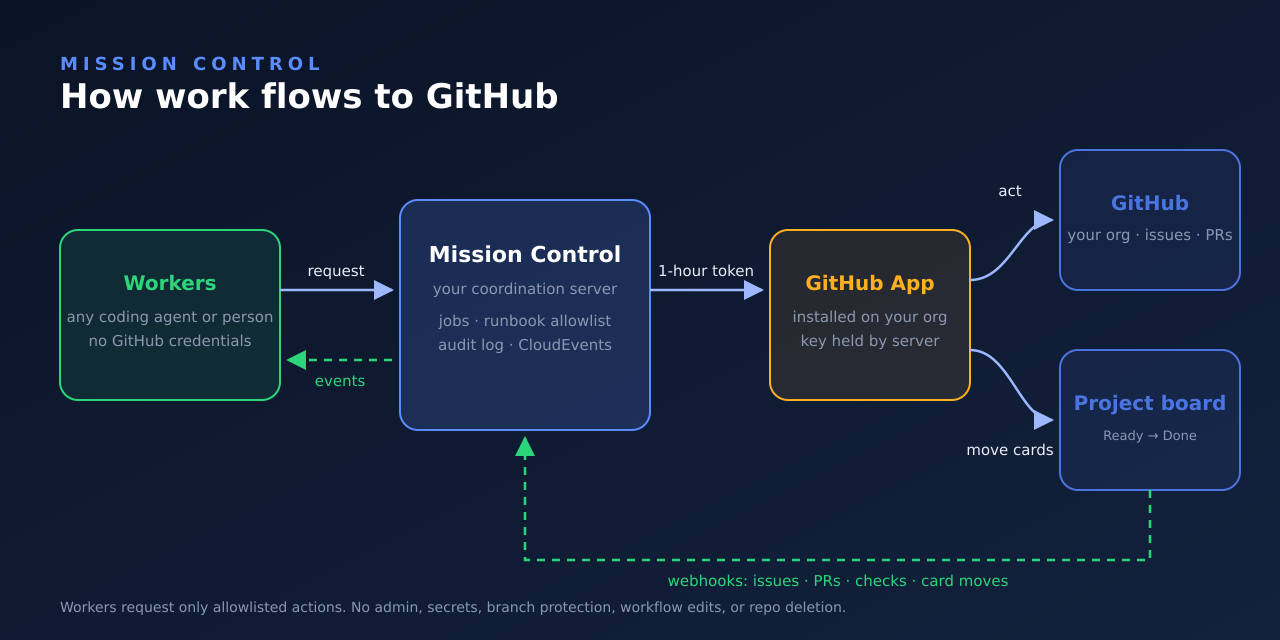 MISSION CONTROL
How work flows to GitHub
Workers
any coding agent or person
no GitHub credentials
request
events
Mission Control
your coordination server
jobs · runbook allowlist
audit log · CloudEvents
1-hour token
GitHub App
installed on your org
key held by server
act
move cards
GitHub
your org · issues · PRs
Project board
Ready → Done
webhooks: issues · PRs · checks · card moves
Workers request only allowlisted actions. No admin, secrets, branch protection, workflow edits, or repo deletion.